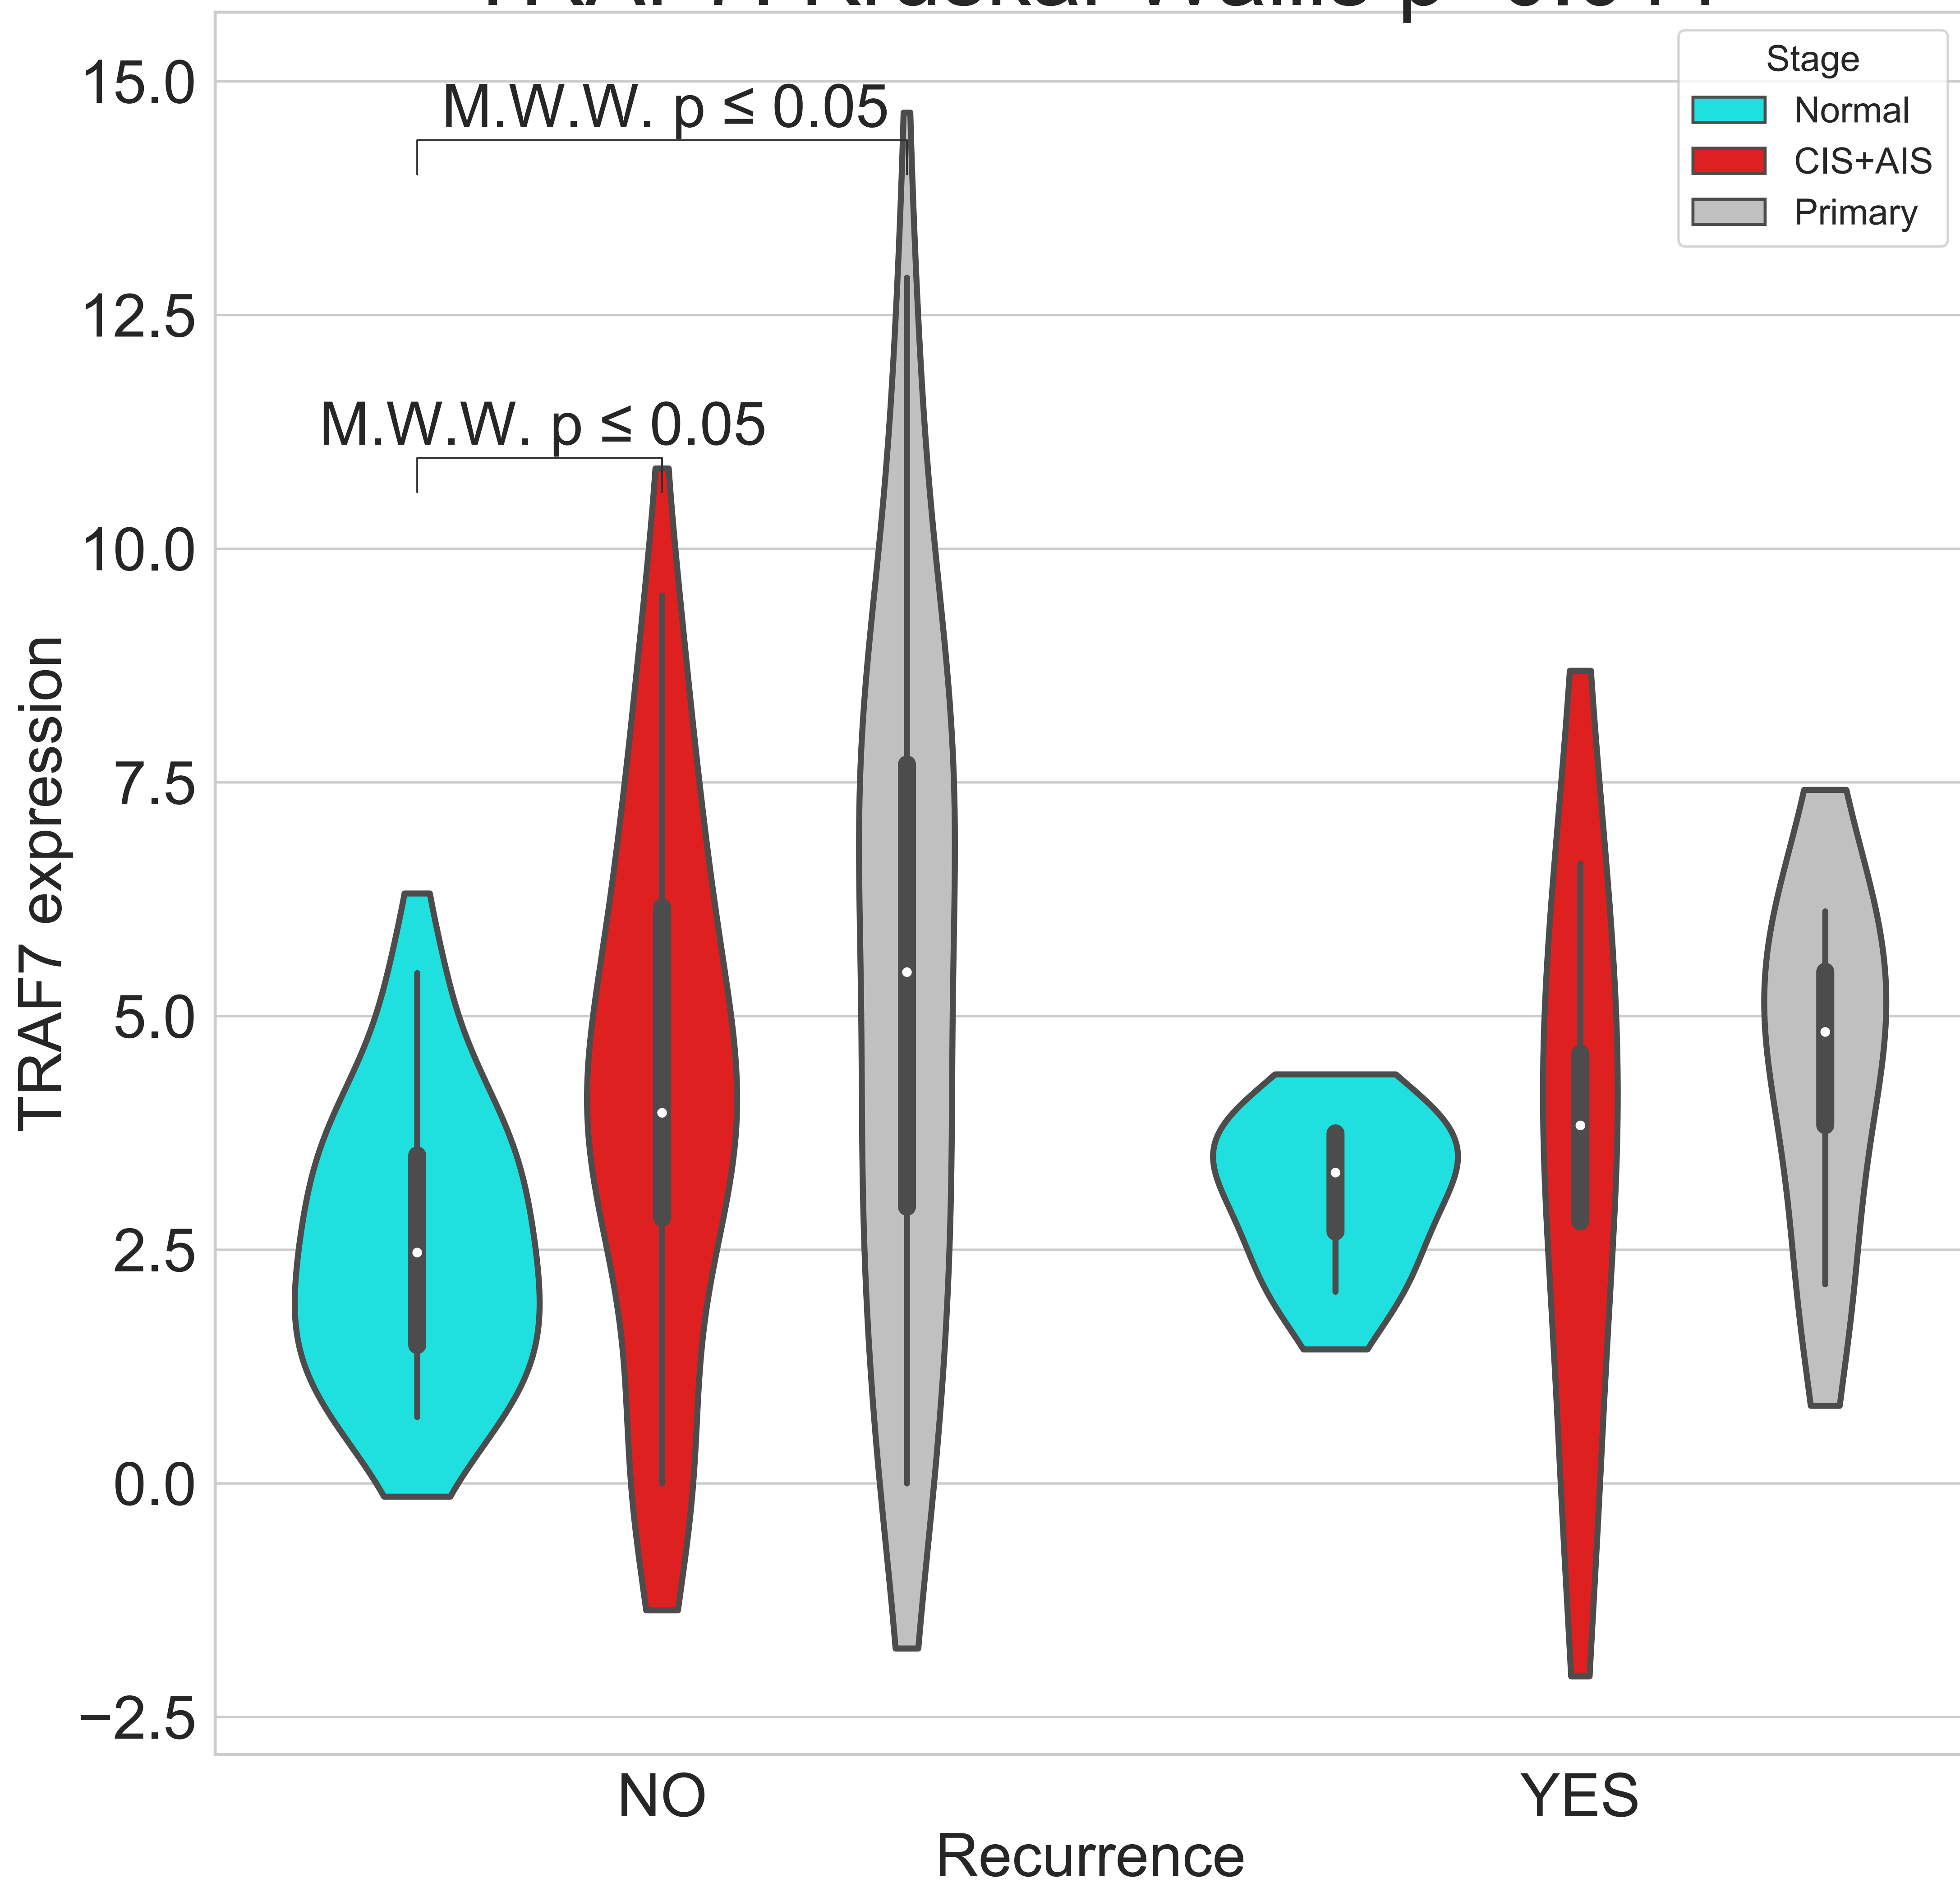 Stage
Normal
CIS+AIS
Primary
M.W.W. p ≤ 0.05
M.W.W. p ≤ 0.05
15.0
12.5
10.0
7.5
5.0
2.5
0.0
−2.5
TRAF7 expression
NO
YES
Recurrence